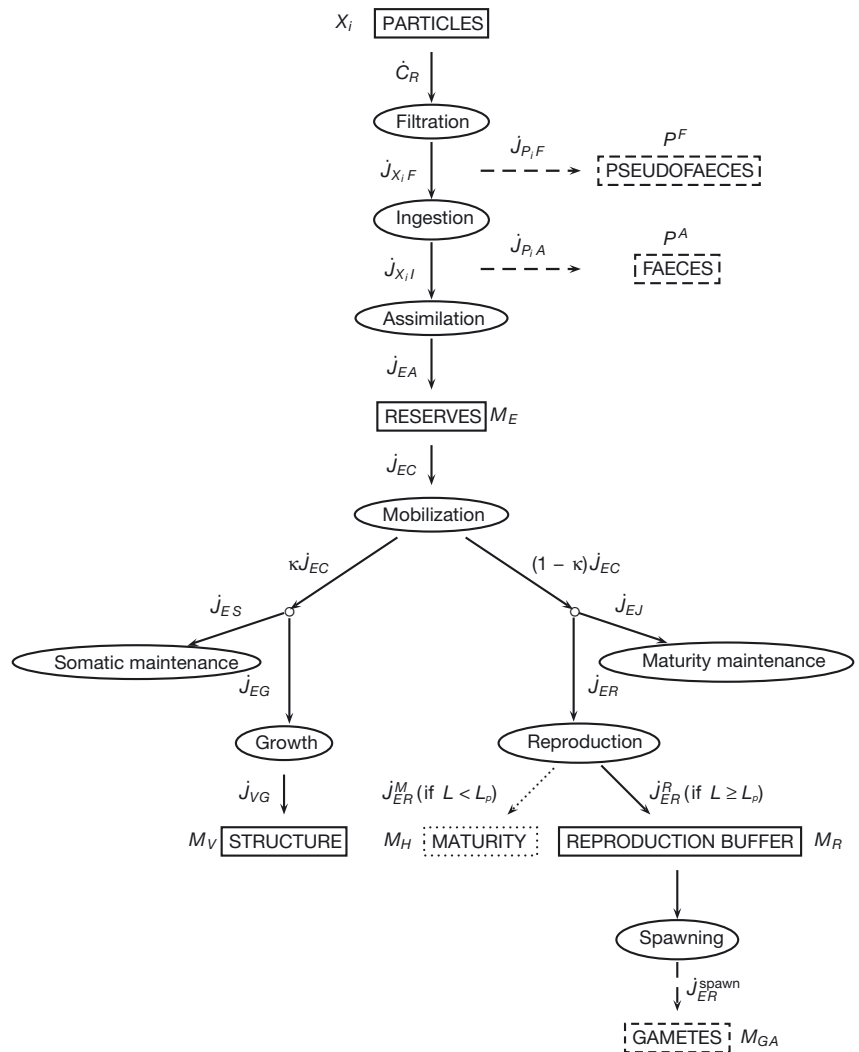 X_i PARTICLES
Ċ_R
Filtration
J̇_{X_iF} J̇_{P_iF} P^F
PSEUDOFAECES
Ingestion
J̇_{X_iI} J̇_{P_iA} P^A
FAECES
Assimilation
J̇_{EA}
RESERVES M_E
J̇_{EC}
Mobilization
κJ̇_{EC} (1 – κ)J̇_{EC}
J̇_{ES} J̇_{EJ}
Somatic maintenance Maturity maintenance
J̇_{EG} J̇_{ER}
Growth Reproduction
J̇_{VG} J̇_{ER}^M (if L < L_p) J̇_{ER}^R (if L ≥ L_p)
M_V STRUCTURE M_H MATURITY REPRODUCTION BUFFER M_R
Spawning
J̇_{ER}^{spawn}
GAMETES M_{GA}